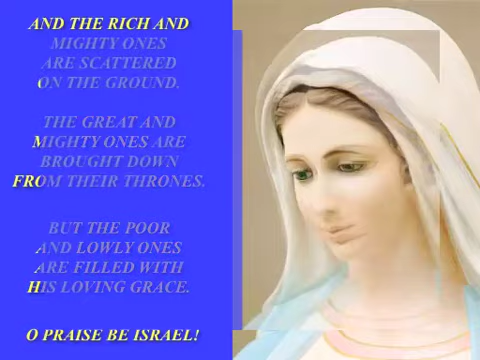 AND THE RICH AND
MIGHTY ONES
ARE SCATTERED
ON THE GROUND.
THE GREAT AND
MIGHTY ONES ARE
BROUGHT DOWN
FROM THEIR THRONES.
BUT THE POOR
AND LOWLY ONES
ARE FILLED WITH
HIS LOVING GRACE.
O PRAISE BE ISRAEL!